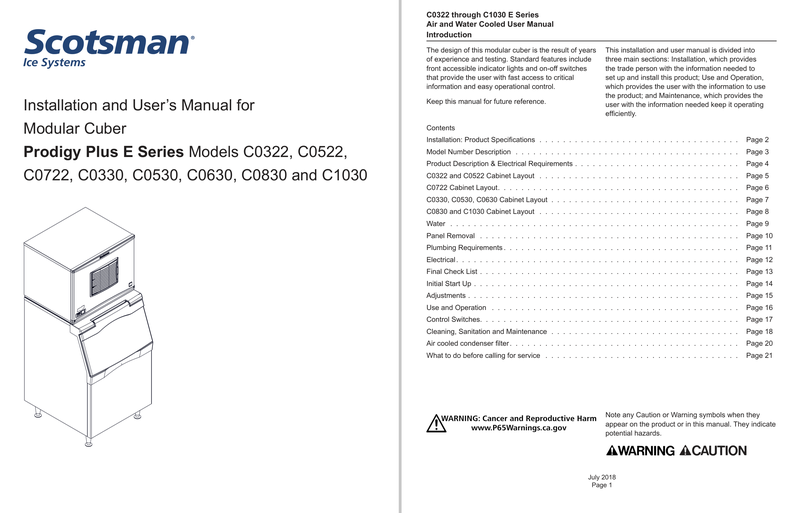 Scotsman®
Ice Systems
Installation and User's Manual for
Modular Cuber
Prodigy Plus E Series Models C0322, C0522,
C0722, C0330, C0530, C0630, C0830 and C1030
C0322 through C1030 E Series
Air and Water Cooled User Manual
Introduction
The design of this modular cuber is the result of years
of experience and testing. Standard features include
front accessible indicator lights and on-off switches
that provide the user with fast access to critical
information and easy operational control.
Keep this manual for future reference.
This installation and user manual is divided into
three main sections: Installation, which provides
the trade person with the information needed to
set up and install this product; Use and Operation,
which provides the user with the information to use
the product; and Maintenance, which provides the
user with the information needed keep it operating
efficiently.
Contents
Installation: Product Specifications . . . . . . . . . . Page 2
Model Number Description . . . . . . . . . . Page 3
Product Description & Electrical Requirements . . . . . . . . . . Page 4
C0322 and C0522 Cabinet Layout . . . . . . . . . . Page 5
C0722 Cabinet Layout. . . . . . . . . . . Page 6
C0330, C0530, C0630 Cabinet Layout . . . . . . . . . . Page 7
C0830 and C1030 Cabinet Layout . . . . . . . . . . Page 8
Water . . . . . . . . . . Page 9
Panel Removal . . . . . . . . . . Page 10
Plumbing Requirements . . . . . . . . . . Page 11
Electrical. . . . . . . . . . . Page 12
Final Check List . . . . . . . . . . Page 13
Initial Start Up . . . . . . . . . . Page 14
Adjustments . . . . . . . . . . Page 15
Use and Operation . . . . . . . . . . Page 16
Control Switches. . . . . . . . . . . Page 17
Cleaning, Sanitation and Maintenance . . . . . . . . . . Page 18
Air cooled condenser filter. . . . . . . . . . . Page 20
What to do before calling for service . . . . . . . . . . Page 21
WARNING: Cancer and Reproductive Harm
www.P65Warnings.ca.gov
Note any Caution or Warning symbols when they
appear on the product or in this manual. They indicate
potential hazards.
WARNING CAUTION
July 2018
Page 1